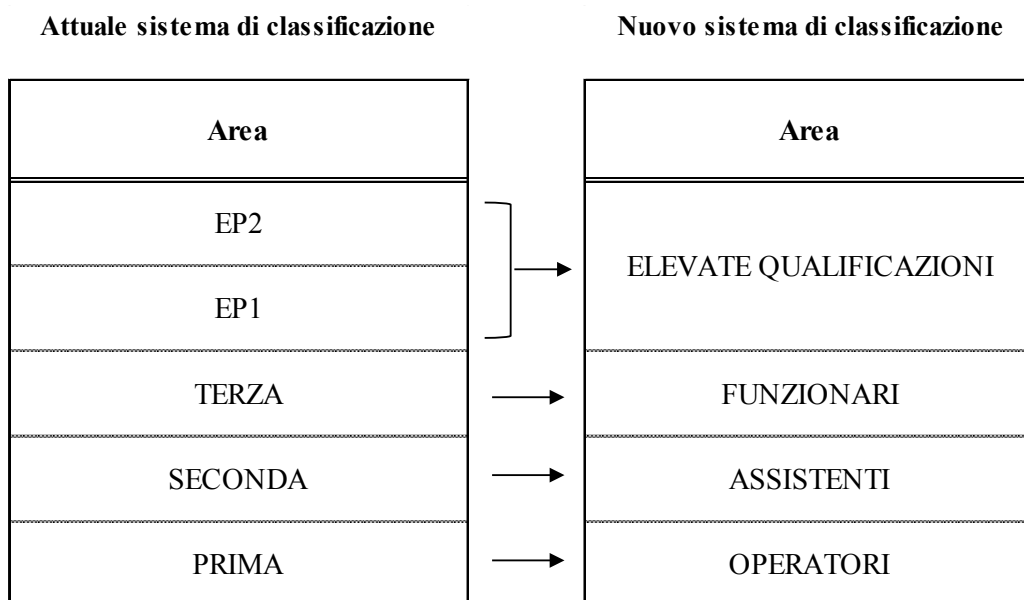 Attuale sistema di classificazione
Nuovo sistema di classificazione
Area
Area
EP2
EP1
ELEVATE QUALIFICAZIONI
TERZA
FUNZIONARI
SECONDA
ASSISTENTI
PRIMA
OPERATORI